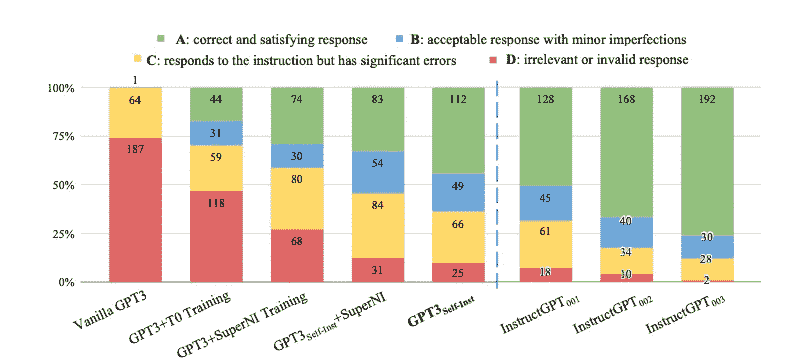 A: correct and satisfying response B: acceptable response with minor imperfections
C: responds to the instruction but has significant errors D: irrelevant or invalid response
1
100%
64 44 74 83 112 128 168 192
75%
187 31 30 54 49 45 40 30
50%
59 80 84 66 61 34 28
25%
118 68 31 25 18 10 2
0%
Vanilla GPT3
GPT3+T0 Training
GPT3+SuperNI Training
GPT3Self-Inst+SuperNI
GPT3Self-Inst
InstructGPT001
InstructGPT002
InstructGPT003